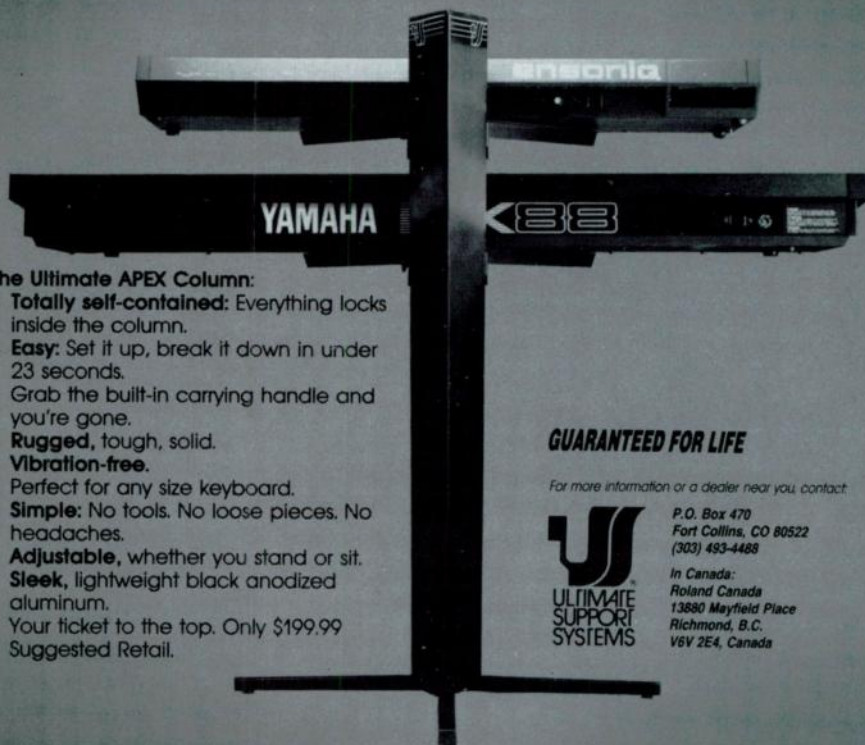 ensoniq
YAMAHA
K88
he Ultimate APEX Column:
Totally self-contained: Everything locks
inside the column.
Easy: Set it up, break it down in under
23 seconds.
Grab the built-in carrying handle and
you're gone.
Rugged, tough, solid.
Vibration-free.
Perfect for any size keyboard.
Simple: No tools. No loose pieces. No
headaches.
Adjustable, whether you stand or sit.
Sleek, lightweight black anodized
aluminum.
Your ticket to the top. Only $199.99
Suggested Retail.
GUARANTEED FOR LIFE
For more information or a dealer near you, contact:
ULTIMATE
SUPPORT
SYSTEMS
®
P.O. Box 470
Fort Collins, CO 80522
(303) 493-4488
In Canada:
Roland Canada
13880 Mayfield Place
Richmond, B.C.
V6V 2E4, Canada